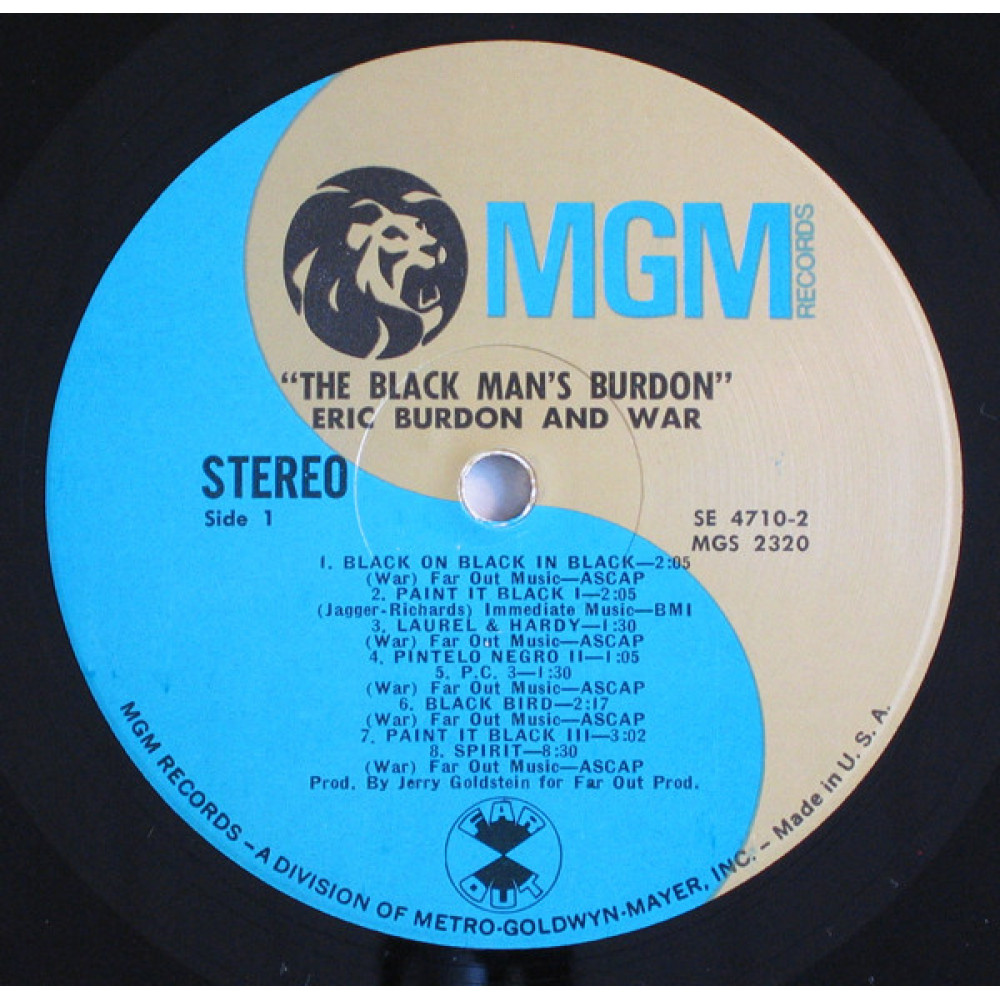 MGM
RECORDS
“THE BLACK MAN'S BURDON”
ERIC BURDON AND WAR
STEREO
Side 1
SE 4710-2
MGS 2320
1. BLACK ON BLACK IN BLACK—2:05
(War) Far Out Music—ASCAP
2. PAINT IT BLACK I—2:05
(Jagger-Richards) Immediate Music—BMI
3. LAUREL & HARDY—1:30
(War) Far Out Music—ASCAP
4. PINTELO NEGRO II—1:05
5. P.C. 3—1:30
(War) Far Out Music—ASCAP
6. BLACK BIRD—2:17
(War) Far Out Music—ASCAP
7. PAINT IT BLACK III—3:02
8. SPIRIT—8:30
(War) Far Out Music—ASCAP
Prod. By Jerry Goldstein for Far Out Prod.
FAR
OUT
MGM RECORDS – A DIVISION OF METRO-GOLDWYN-MAYER, INC. – Made in U. S. A.